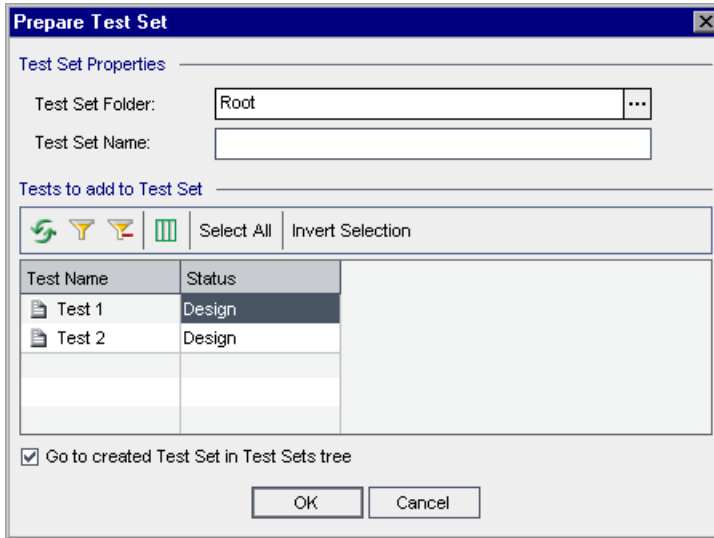 Prepare Test Set
Test Set Properties
Test Set Folder: Root ...
Test Set Name:
Tests to add to Test Set
Select All Invert Selection
Test Name Status
Test 1 Design
Test 2 Design
Go to created Test Set in Test Sets tree
OK Cancel